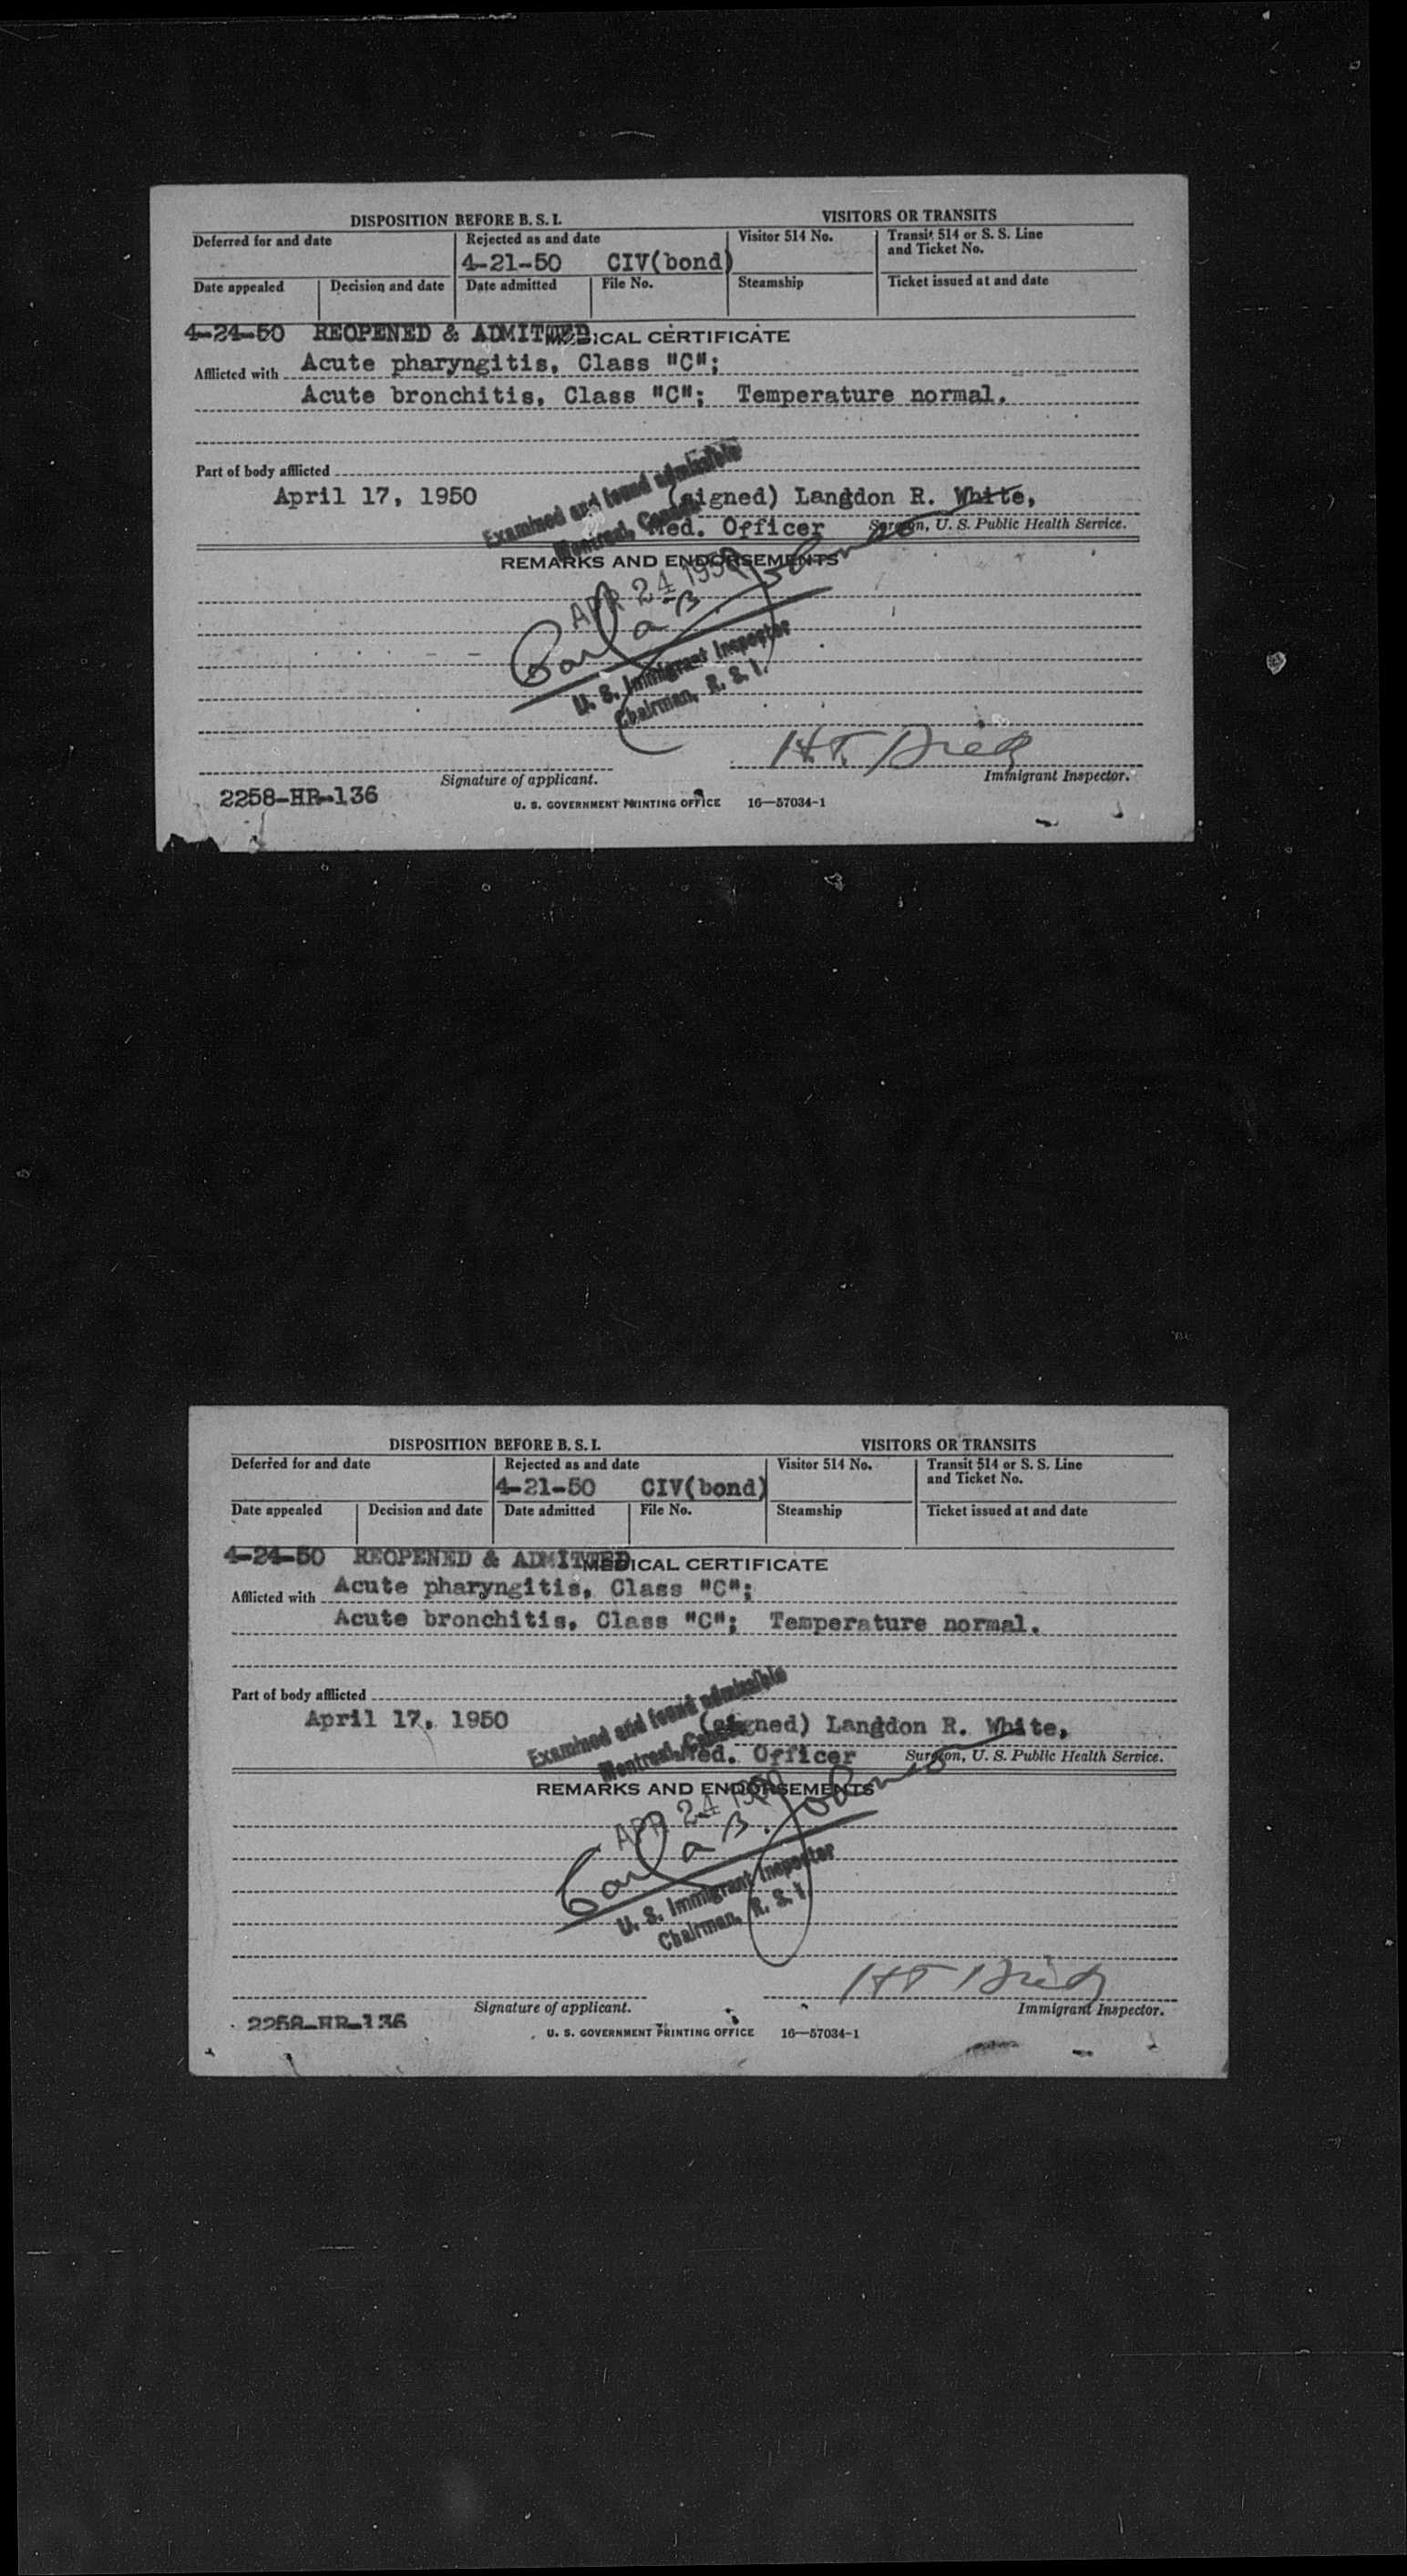 DISPOSITION BEFORE B. S. I. VISITORS OR TRANSITS
Deferred for and date Rejected as and date Visitor 514 No. Transit 514 or S. S. Line and Ticket No.
4-21-50 CIV(bond)
Date appealed Decision and date Date admitted File No. Steamship Ticket issued at and date
4-24-50 REOPENED & ADMITTED MEDICAL CERTIFICATE
Afflicted with Acute pharyngitis, Class "C";
Acute bronchitis, Class "C"; Temperature normal.
Part of body afflicted
Examined and found admissible
Montreal, Canada
April 17, 1950 (signed) Langdon R. White,
Med. Officer Surgeon, U. S. Public Health Service.
REMARKS AND ENDORSEMENTS
APR 24 1950
Carl a B. Johnson
U. S. Immigrant Inspector
Chairman, B. S. I.
Signature of applicant. Immigrant Inspector.
2258-HR-136 U. S. GOVERNMENT PRINTING OFFICE 16—57034-1
DISPOSITION BEFORE B. S. I. VISITORS OR TRANSITS
Deferred for and date Rejected as and date Visitor 514 No. Transit 514 or S. S. Line and Ticket No.
4-21-50 CIV(bond)
Date appealed Decision and date Date admitted File No. Steamship Ticket issued at and date
4-24-50 REOPENED & ADMITTED MEDICAL CERTIFICATE
Afflicted with Acute pharyngitis, Class "C";
Acute bronchitis, Class "C"; Temperature normal.
Part of body afflicted
Examined and found admissible
Montreal, Canada
April 17, 1950 (signed) Langdon R. White,
Med. Officer Surgeon, U. S. Public Health Service.
REMARKS AND ENDORSEMENTS
APR 24 1950
U. S. Immigrant Inspector
Chairman, B. S. I.
Signature of applicant. Immigrant Inspector.
2258-HR-136 U. S. GOVERNMENT PRINTING OFFICE 16—57034-1